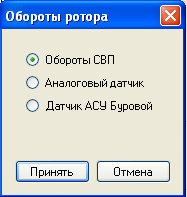 Обороты ротора
Обороты СВП
Аналоговый датчик
Датчик АСУ Буровой
Принять
Отмена